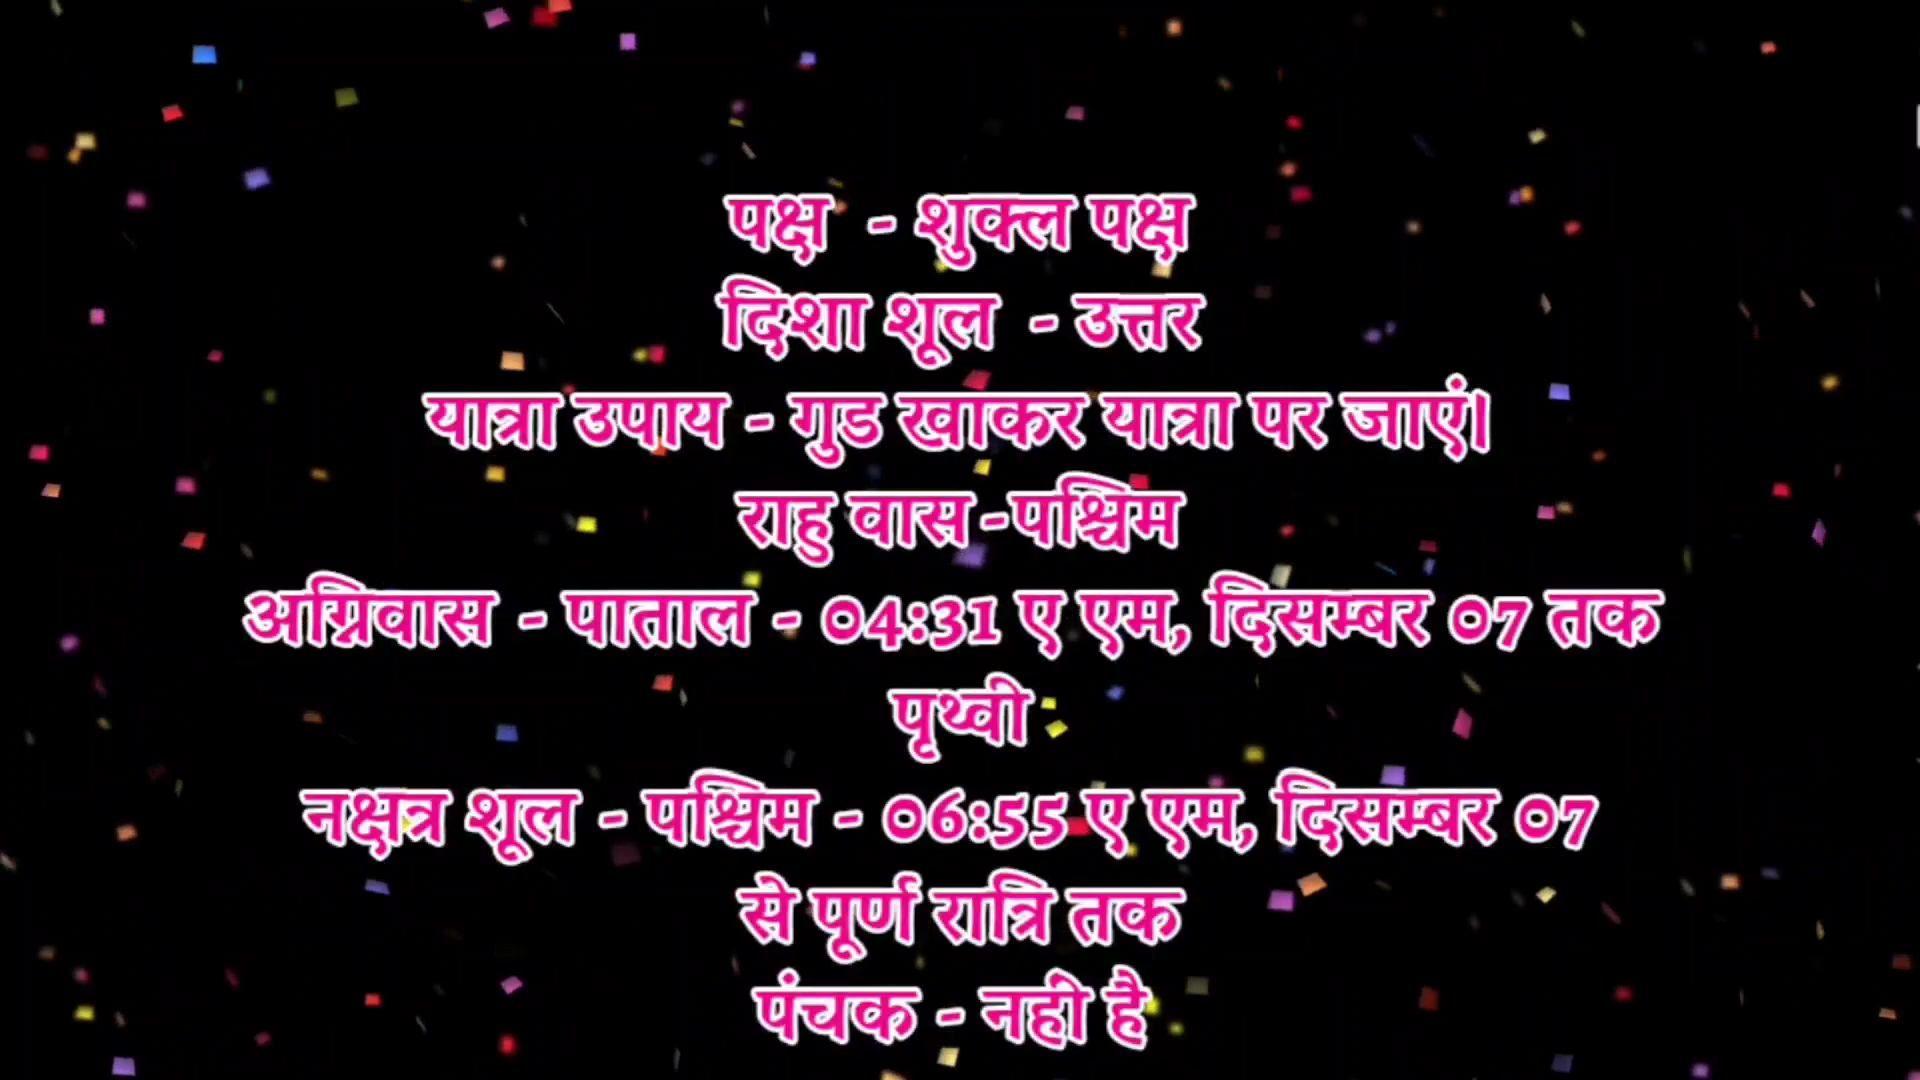 पक्ष - शुक्ल पक्ष
दिशा शूल - उत्तर
यात्रा उपाय - गुड खाकर यात्रा पर जाएं।
राहु वास -पश्चिम
अग्निवास - पाताल - 04:31 ए एम, दिसम्बर 07 तक
पृथ्वी
नक्षत्र शूल - पश्चिम - 06:55 ए एम, दिसम्बर 07
से पूर्ण रात्रि तक
पंचक - नही है